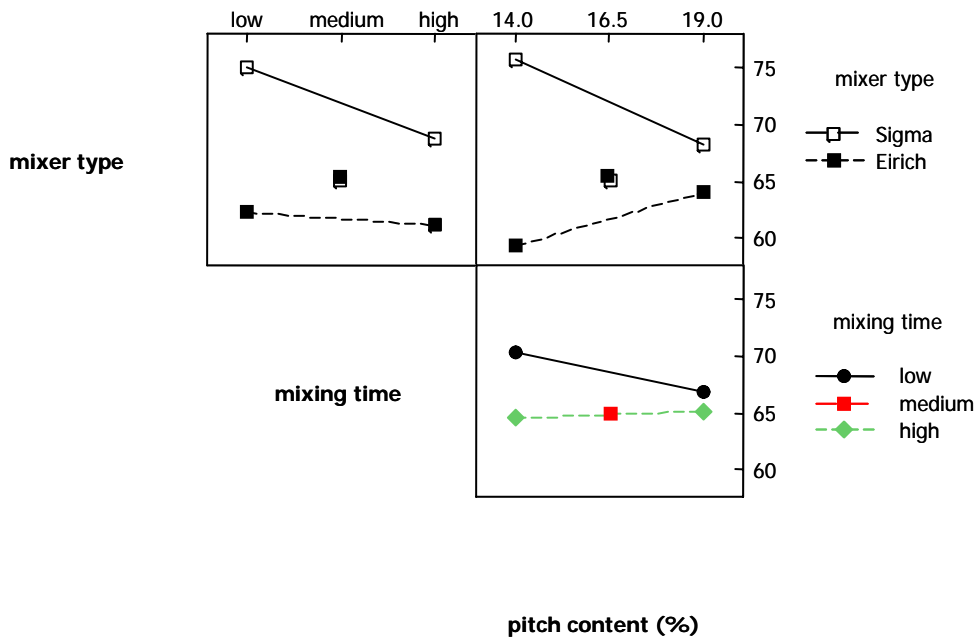 low medium high 14.0 16.5 19.0
75
mixer type
70
Sigma
mixer type
65
Eirich
60
75
mixing time
70
low
mixing time
65
medium
high
60
pitch content (%)